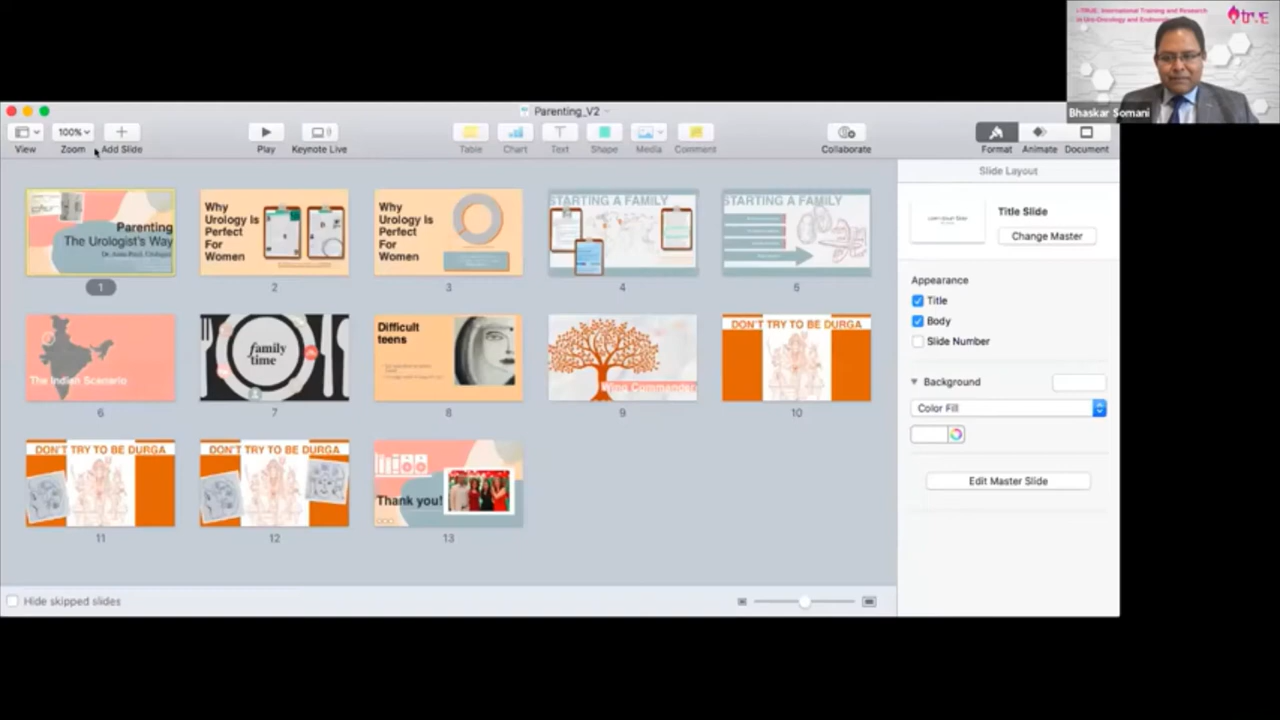 i-TRUE: International Training and Research
in Uro-Oncology and
true
Bhaskar Somani
Parenting_V2
100%
View
Zoom
Add Slide
Play
Keynote Live
Table
Chart
Text
Shape
Media
Comment
Collaborate
Format
Animate
Document
Parenting
The Urologist's Way
1
Why
Urology Is
Perfect
For
Women
2
Why
Urology Is
Perfect
For
Women
3
STARTING A FAMILY
4
STARTING A FAMILY
5
The Indian Scenario
6
family
time
7
Difficult
teens
8
Wing Commander
9
DON'T TRY TO BE DURGA
10
DON'T TRY TO BE DURGA
11
DON'T TRY TO BE DURGA
12
Thank you!
13
Hide skipped slides
Slide Layout
Title Slide
Change Master
Appearance
Title
Body
Slide Number
Background
Color Fill
Edit Master Slide